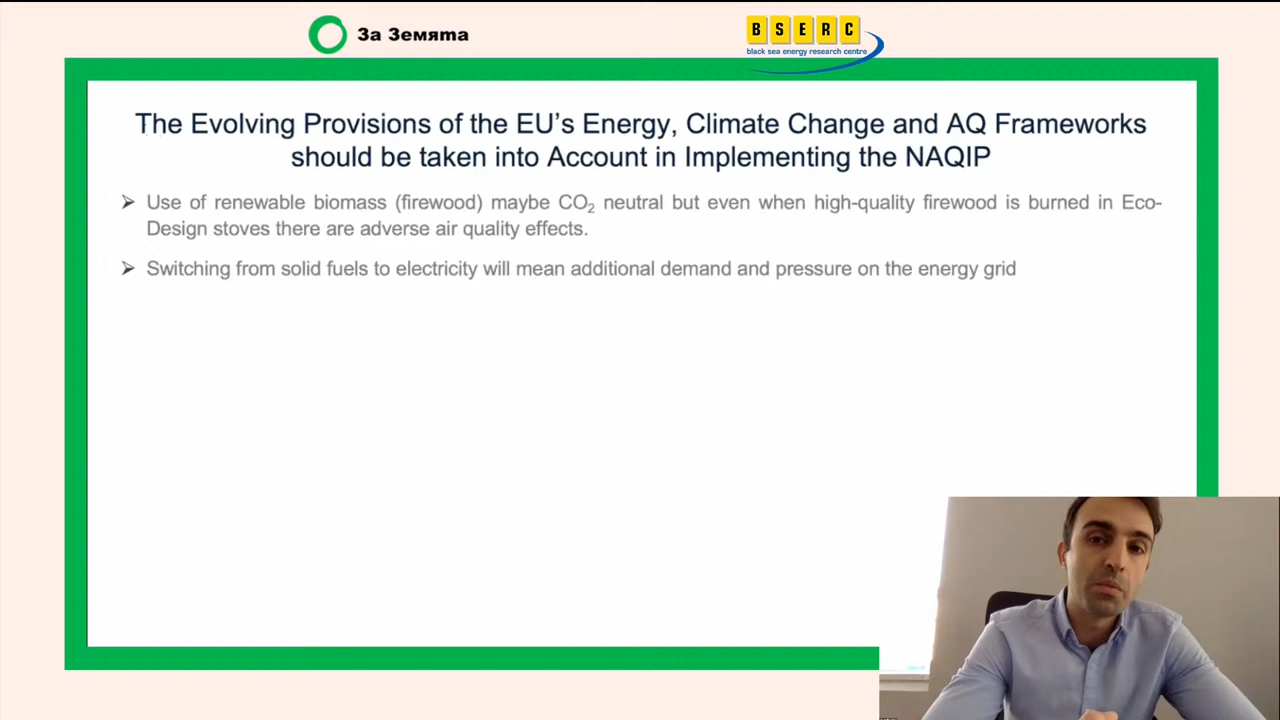 За Земята
BSERC
black sea energy research centre
The Evolving Provisions of the EU's Energy, Climate Change and AQ Frameworks
should be taken into Account in Implementing the NAQIP
Use of renewable biomass (firewood) maybe CO₂ neutral but even when high-quality firewood is burned in Eco-
Design stoves there are adverse air quality effects.
Switching from solid fuels to electricity will mean additional demand and pressure on the energy grid